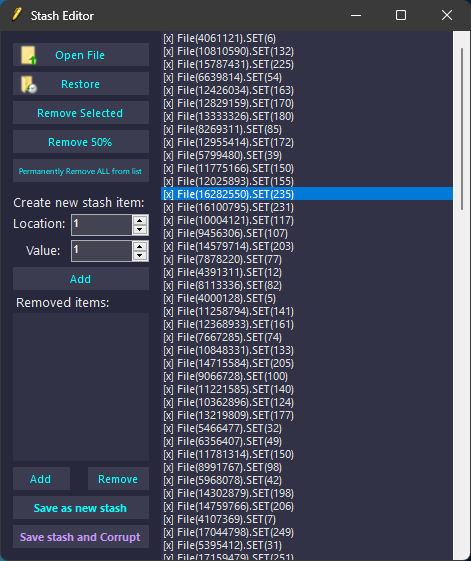 Stash Editor
Open File
Restore
Remove Selected
Remove 50%
Permanently Remove ALL from list
Create new stash item:
Location: 1
Value: 1
Add
Removed items:
Add Remove
Save as new stash
Save stash and Corrupt
[x] File(4061121).SET(6)
[x] File(10810590).SET(132)
[x] File(15787431).SET(225)
[x] File(6639814).SET(54)
[x] File(12426034).SET(163)
[x] File(12829159).SET(170)
[x] File(13333326).SET(180)
[x] File(8269311).SET(85)
[x] File(12955414).SET(172)
[x] File(5799480).SET(39)
[x] File(11775166).SET(150)
[x] File(12025893).SET(155)
[x] File(16282550).SET(235)
[x] File(16100795).SET(231)
[x] File(10004121).SET(117)
[x] File(9456306).SET(107)
[x] File(14579714).SET(203)
[x] File(7878220).SET(77)
[x] File(4391311).SET(12)
[x] File(8113336).SET(82)
[x] File(4000128).SET(5)
[x] File(11258794).SET(141)
[x] File(12368933).SET(161)
[x] File(7667285).SET(74)
[x] File(14715584).SET(205)
[x] File(10848331).SET(133)
[x] File(9066728).SET(100)
[x] File(11221585).SET(140)
[x] File(10362896).SET(124)
[x] File(13219809).SET(177)
[x] File(5466477).SET(32)
[x] File(6356407).SET(49)
[x] File(11781314).SET(150)
[x] File(8991767).SET(98)
[x] File(5968078).SET(42)
[x] File(14302879).SET(198)
[x] File(14759766).SET(206)
[x] File(4107369).SET(7)
[x] File(17044798).SET(249)
[x] File(5395412).SET(31)
[x] File(17159479).SET(251)